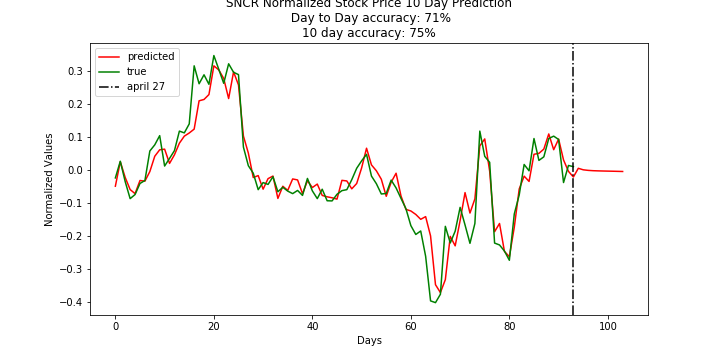 SNCR Normalized Stock Price 10 Day Prediction
Day to Day accuracy: 71%
10 day accuracy: 75%
predicted
true
april 27
Normalized Values
0.3
0.2
0.1
0.0
−0.1
−0.2
−0.3
−0.4
0 20 40 60 80 100
Days